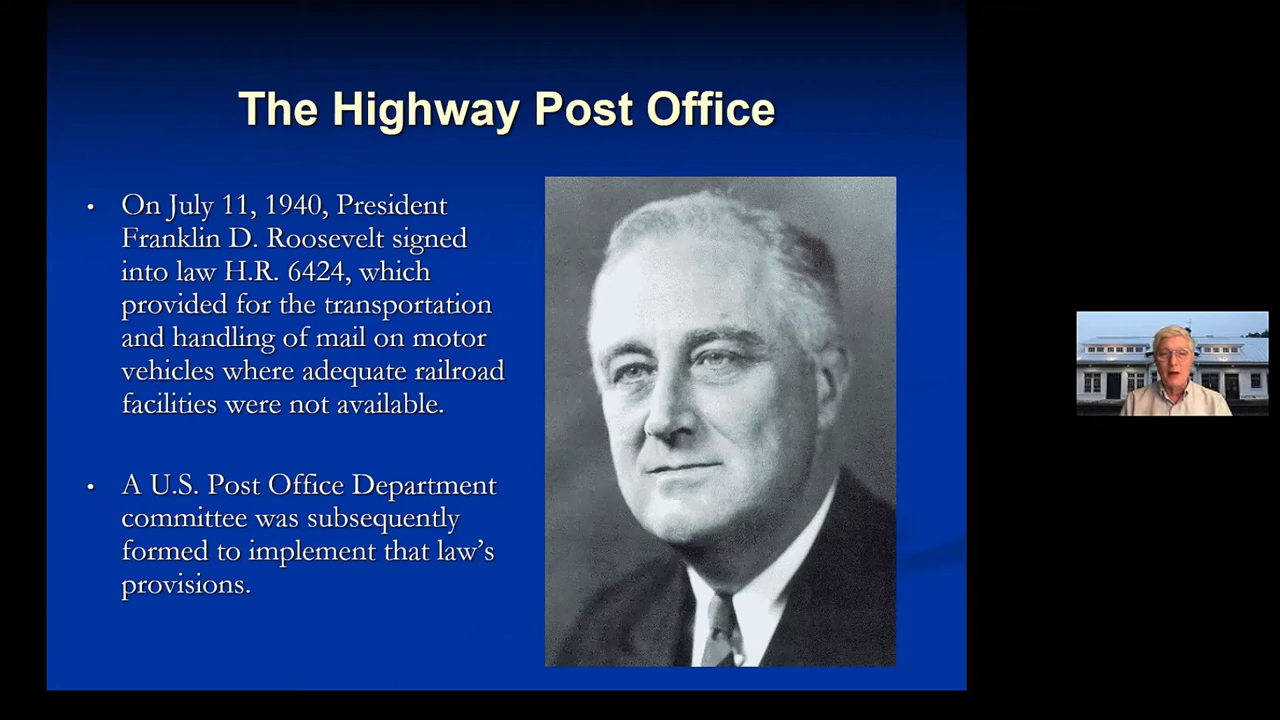 The Highway Post Office
• On July 11, 1940, President
Franklin D. Roosevelt signed
into law H.R. 6424, which
provided for the transportation
and handling of mail on motor
vehicles where adequate railroad
facilities were not available.
• A U.S. Post Office Department
committee was subsequently
formed to implement that law’s
provisions.